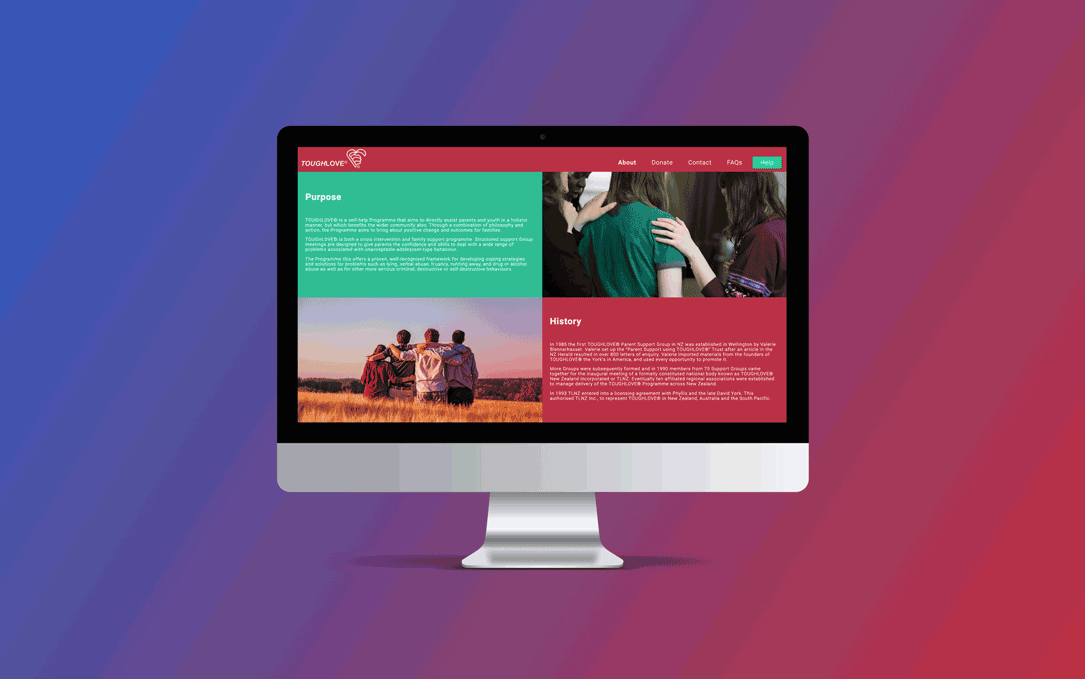 TOUGHLOVE®
About Donate Contact FAQs Help
Purpose
TOUGHLOVE® is a self-help Programme that aims to directly assist parents and youth in a holistic
manner, but which benefits the wider community also. Through a combination of philosophy and
action, the Programme aims to bring about positive change and outcomes for families.
TOUGHLOVE® is both a crisis intervention and family support programme. Structured support Group
meetings are designed to give parents the confidence and skills to deal with a wide range of
problems associated with unacceptable adolescent-type behaviour.
The Programme this offers a proven, well-recognised framework for developing coping strategies
and solutions for problems such as lying, verbal abuse, truancy, running away, and drug or alcohol
abuse as well as for other more serious criminal, destructive or self-destructive behaviours.
History
In 1985 the first TOUGHLOVE® Parent Support Group in NZ was established in Wellington by Valerie
Blennerhassett. Valerie set up the "Parent Support using TOUGHLOVE®" Trust after an article in the
NZ Herald resulted in over 800 letters of enquiry. Valerie imported materials from the founders of
TOUGHLOVE® the York's in America, and used every opportunity to promote it.
More Groups were subsequently formed and in 1990 members from 75 Support Groups came
together for the inaugural meeting of a formally constituted national body known as TOUGHLOVE®
New Zealand Incorporated or TLNZ. Eventually ten affiliated regional associations were established
to manage delivery of the TOUGHLOVE® Programme across New Zealand.
In 1993 TLNZ entered into a licensing agreement with Phyllis and the late David York. This
authorised TLNZ Inc., to represent TOUGHLOVE® in New Zealand, Australia and the South Pacific.